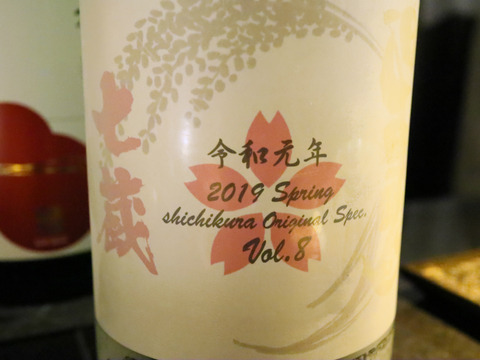 七蔵
令和元年
2019 Spring
shichikura Original Spec.
Vol.8